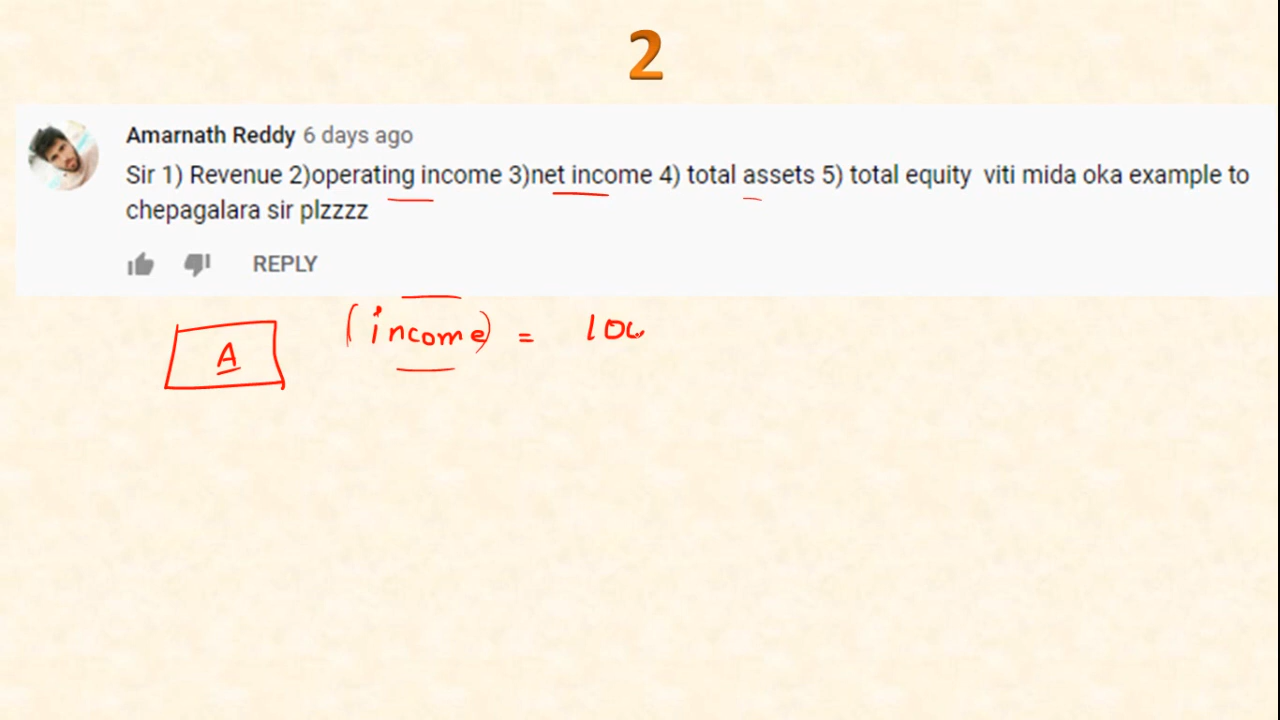 2
Amarnath Reddy 6 days ago
Sir 1) Revenue 2)operating income 3)net income 4) total assets 5) total equity viti mida oka example to
chepagalara sir plzzzz
REPLY
(income) = 100
A